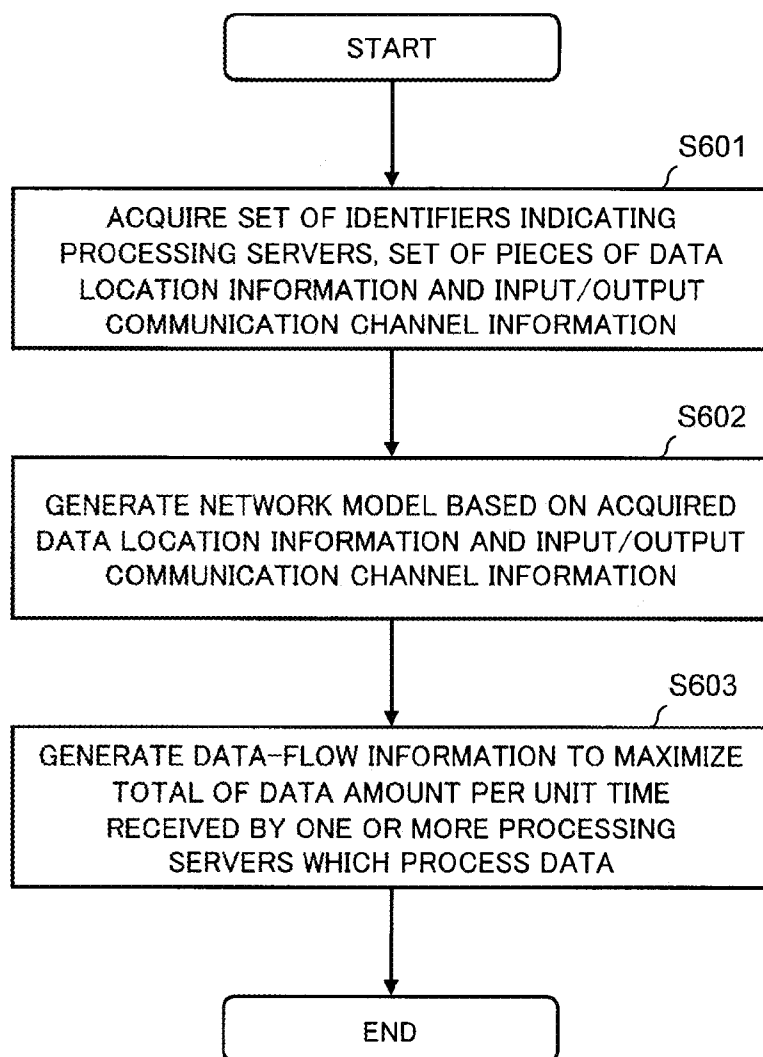 START
S601
ACQUIRE SET OF IDENTIFIERS INDICATING
PROCESSING SERVERS, SET OF PIECES OF DATA
LOCATION INFORMATION AND INPUT/OUTPUT
COMMUNICATION CHANNEL INFORMATION
S602
GENERATE NETWORK MODEL BASED ON ACQUIRED
DATA LOCATION INFORMATION AND INPUT/OUTPUT
COMMUNICATION CHANNEL INFORMATION
S603
GENERATE DATA-FLOW INFORMATION TO MAXIMIZE
TOTAL OF DATA AMOUNT PER UNIT TIME
RECEIVED BY ONE OR MORE PROCESSING
SERVERS WHICH PROCESS DATA
END